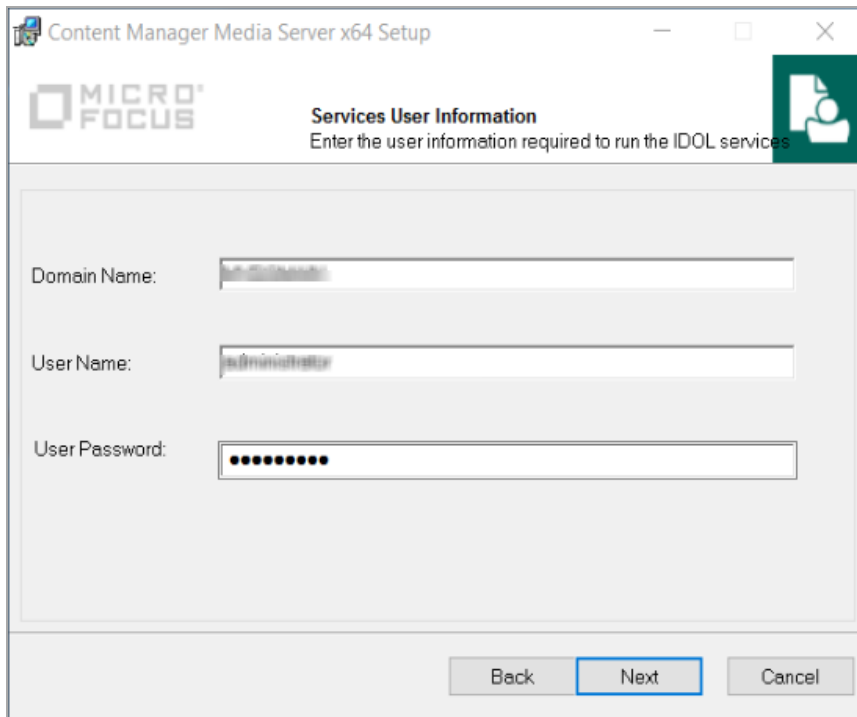 Content Manager Media Server x64 Setup
MICRO
FOCUS
Services User Information
Enter the user information required to run the IDOL services
Domain Name:
User Name:
administrator
User Password:
●●●●●●●●●
Back Next Cancel